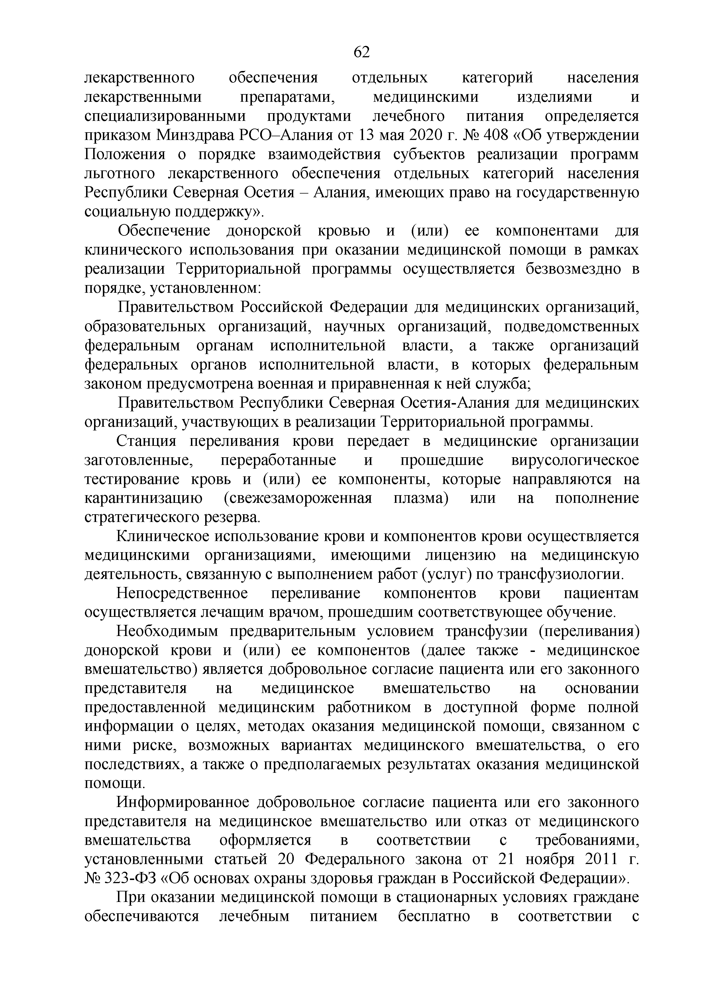 62
лекарственного обеспечения отдельных категорий населения
лекарственными препаратами, медицинскими изделиями и
специализированными продуктами лечебного питания определяется
приказом Минздрава РСО–Алания от 13 мая 2020 г. № 408 «Об утверждении
Положения о порядке взаимодействия субъектов реализации программ
льготного лекарственного обеспечения отдельных категорий населения
Республики Северная Осетия – Алания, имеющих право на государственную
социальную поддержку».
Обеспечение донорской кровью и (или) ее компонентами для
клинического использования при оказании медицинской помощи в рамках
реализации Территориальной программы осуществляется безвозмездно в
порядке, установленном:
Правительством Российской Федерации для медицинских организаций,
образовательных организаций, научных организаций, подведомственных
федеральным органам исполнительной власти, а также организаций
федеральных органов исполнительной власти, в которых федеральным
законом предусмотрена военная и приравненная к ней служба;
Правительством Республики Северная Осетия-Алания для медицинских
организаций, участвующих в реализации Территориальной программы.
Станция переливания крови передает в медицинские организации
заготовленные, переработанные и прошедшие вирусологическое
тестирование кровь и (или) ее компоненты, которые направляются на
карантинизацию (свежезамороженная плазма) или на пополнение
стратегического резерва.
Клиническое использование крови и компонентов крови осуществляется
медицинскими организациями, имеющими лицензию на медицинскую
деятельность, связанную с выполнением работ (услуг) по трансфузиологии.
Непосредственное переливание компонентов крови пациентам
осуществляется лечащим врачом, прошедшим соответствующее обучение.
Необходимым предварительным условием трансфузии (переливания)
донорской крови и (или) ее компонентов (далее также - медицинское
вмешательство) является добровольное согласие пациента или его законного
представителя на медицинское вмешательство на основании
предоставленной медицинским работником в доступной форме полной
информации о целях, методах оказания медицинской помощи, связанном с
ними риске, возможных вариантах медицинского вмешательства, о его
последствиях, а также о предполагаемых результатах оказания медицинской
помощи.
Информированное добровольное согласие пациента или его законного
представителя на медицинское вмешательство или отказ от медицинского
вмешательства оформляется в соответствии с требованиями,
установленными статьей 20 Федерального закона от 21 ноября 2011 г.
№ 323-ФЗ «Об основах охраны здоровья граждан в Российской Федерации».
При оказании медицинской помощи в стационарных условиях граждане
обеспечиваются лечебным питанием бесплатно в соответствии с